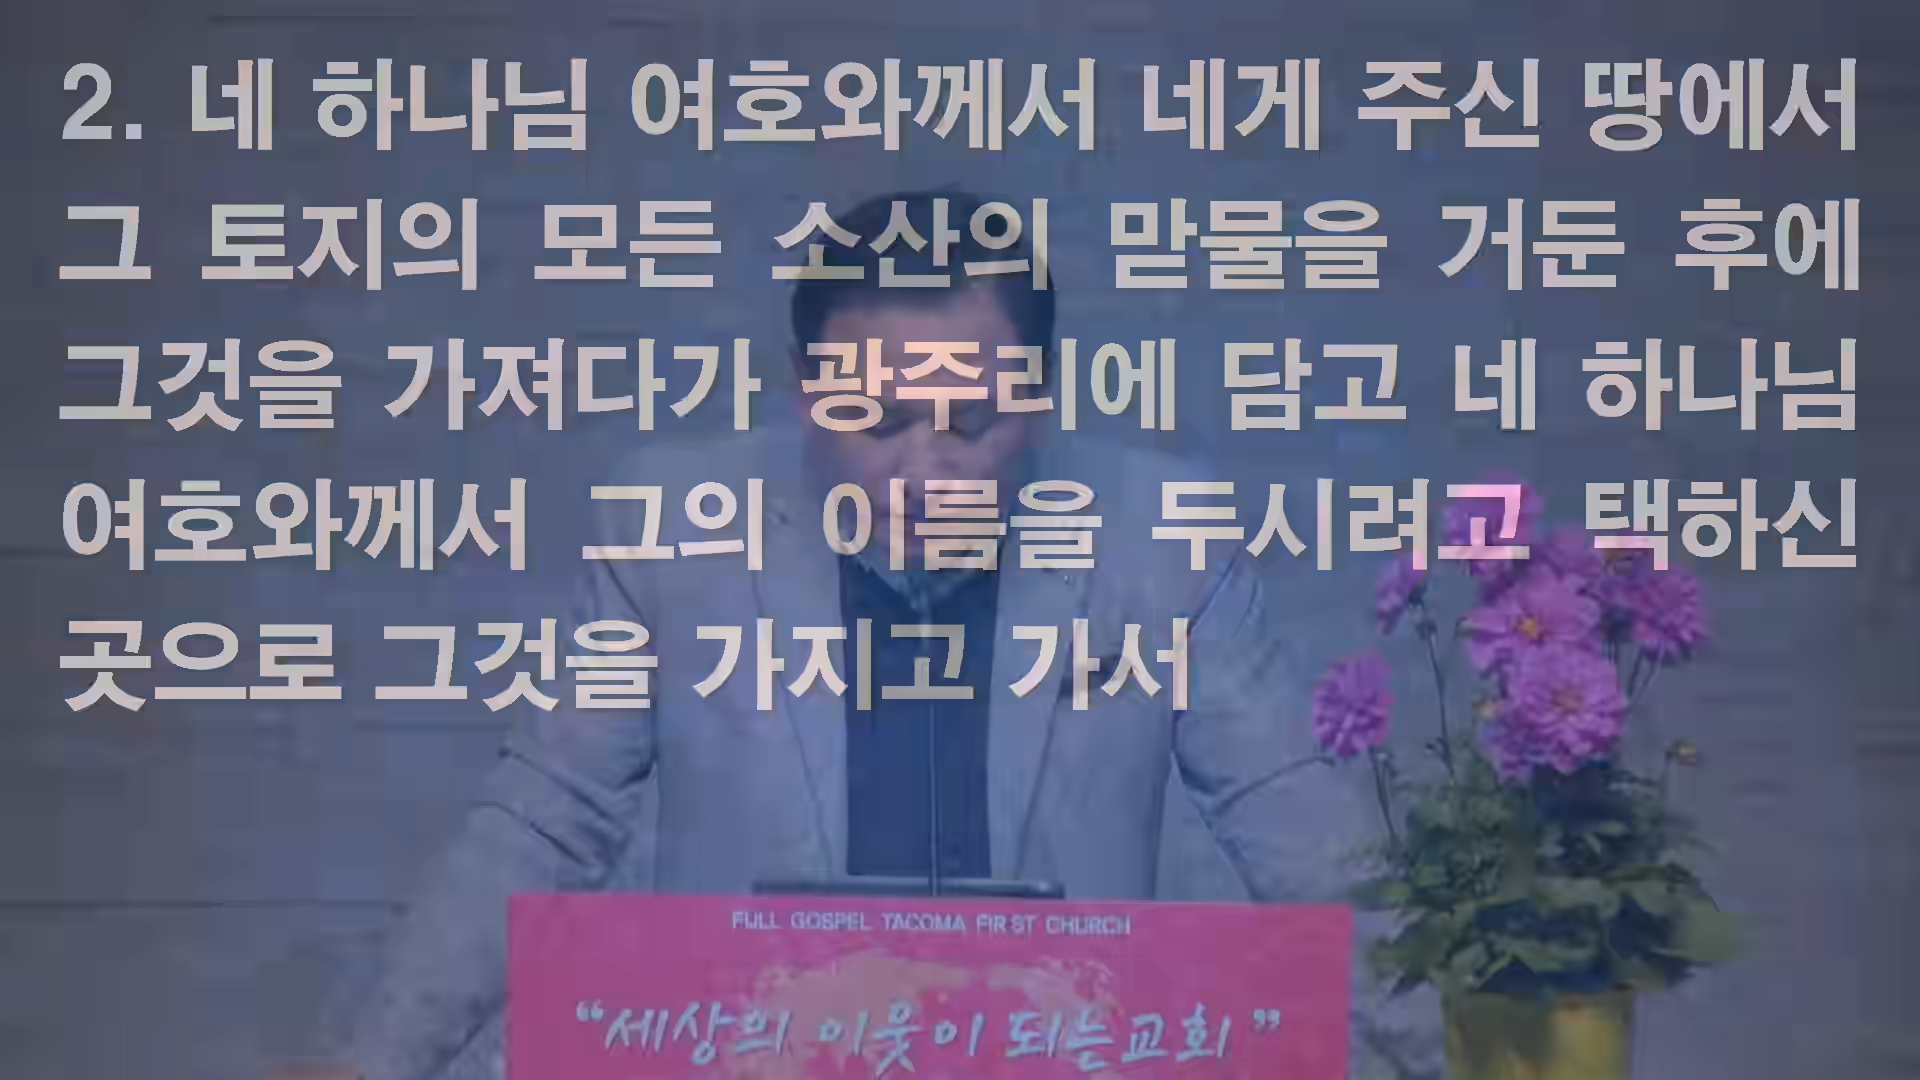 2. 네 하나님 여호와께서 네게 주신 땅에서
그 토지의 모든 소산의 맏물을 거둔 후에
그것을 가져다가 광주리에 담고 네 하나님
여호와께서 그의 이름을 두시려고 택하신
곳으로 그것을 가지고 가서
FULL GOSPEL TACOMA FIRST CHURCH
“세상의 이웃이 되는교회”